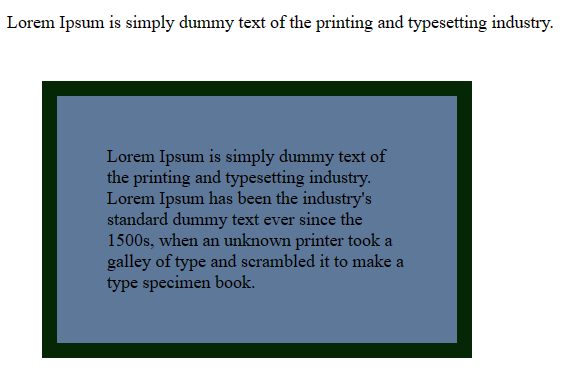 Lorem Ipsum is simply dummy text of the printing and typesetting industry.
Lorem Ipsum is simply dummy text of
the printing and typesetting industry.
Lorem Ipsum has been the industry's
standard dummy text ever since the
1500s, when an unknown printer took a
galley of type and scrambled it to make a
type specimen book.